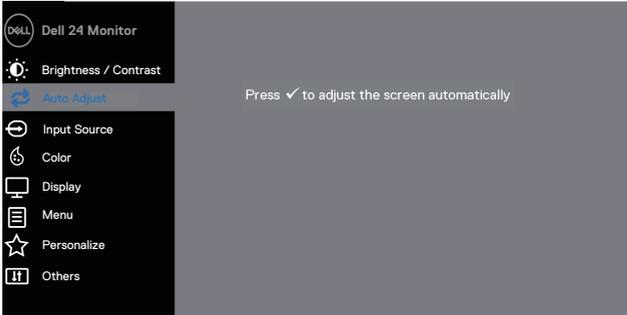 DELL Dell 24 Monitor
Brightness / Contrast
Auto Adjust
Press ✓ to adjust the screen automatically
Input Source
Color
Display
Menu
Personalize
Others